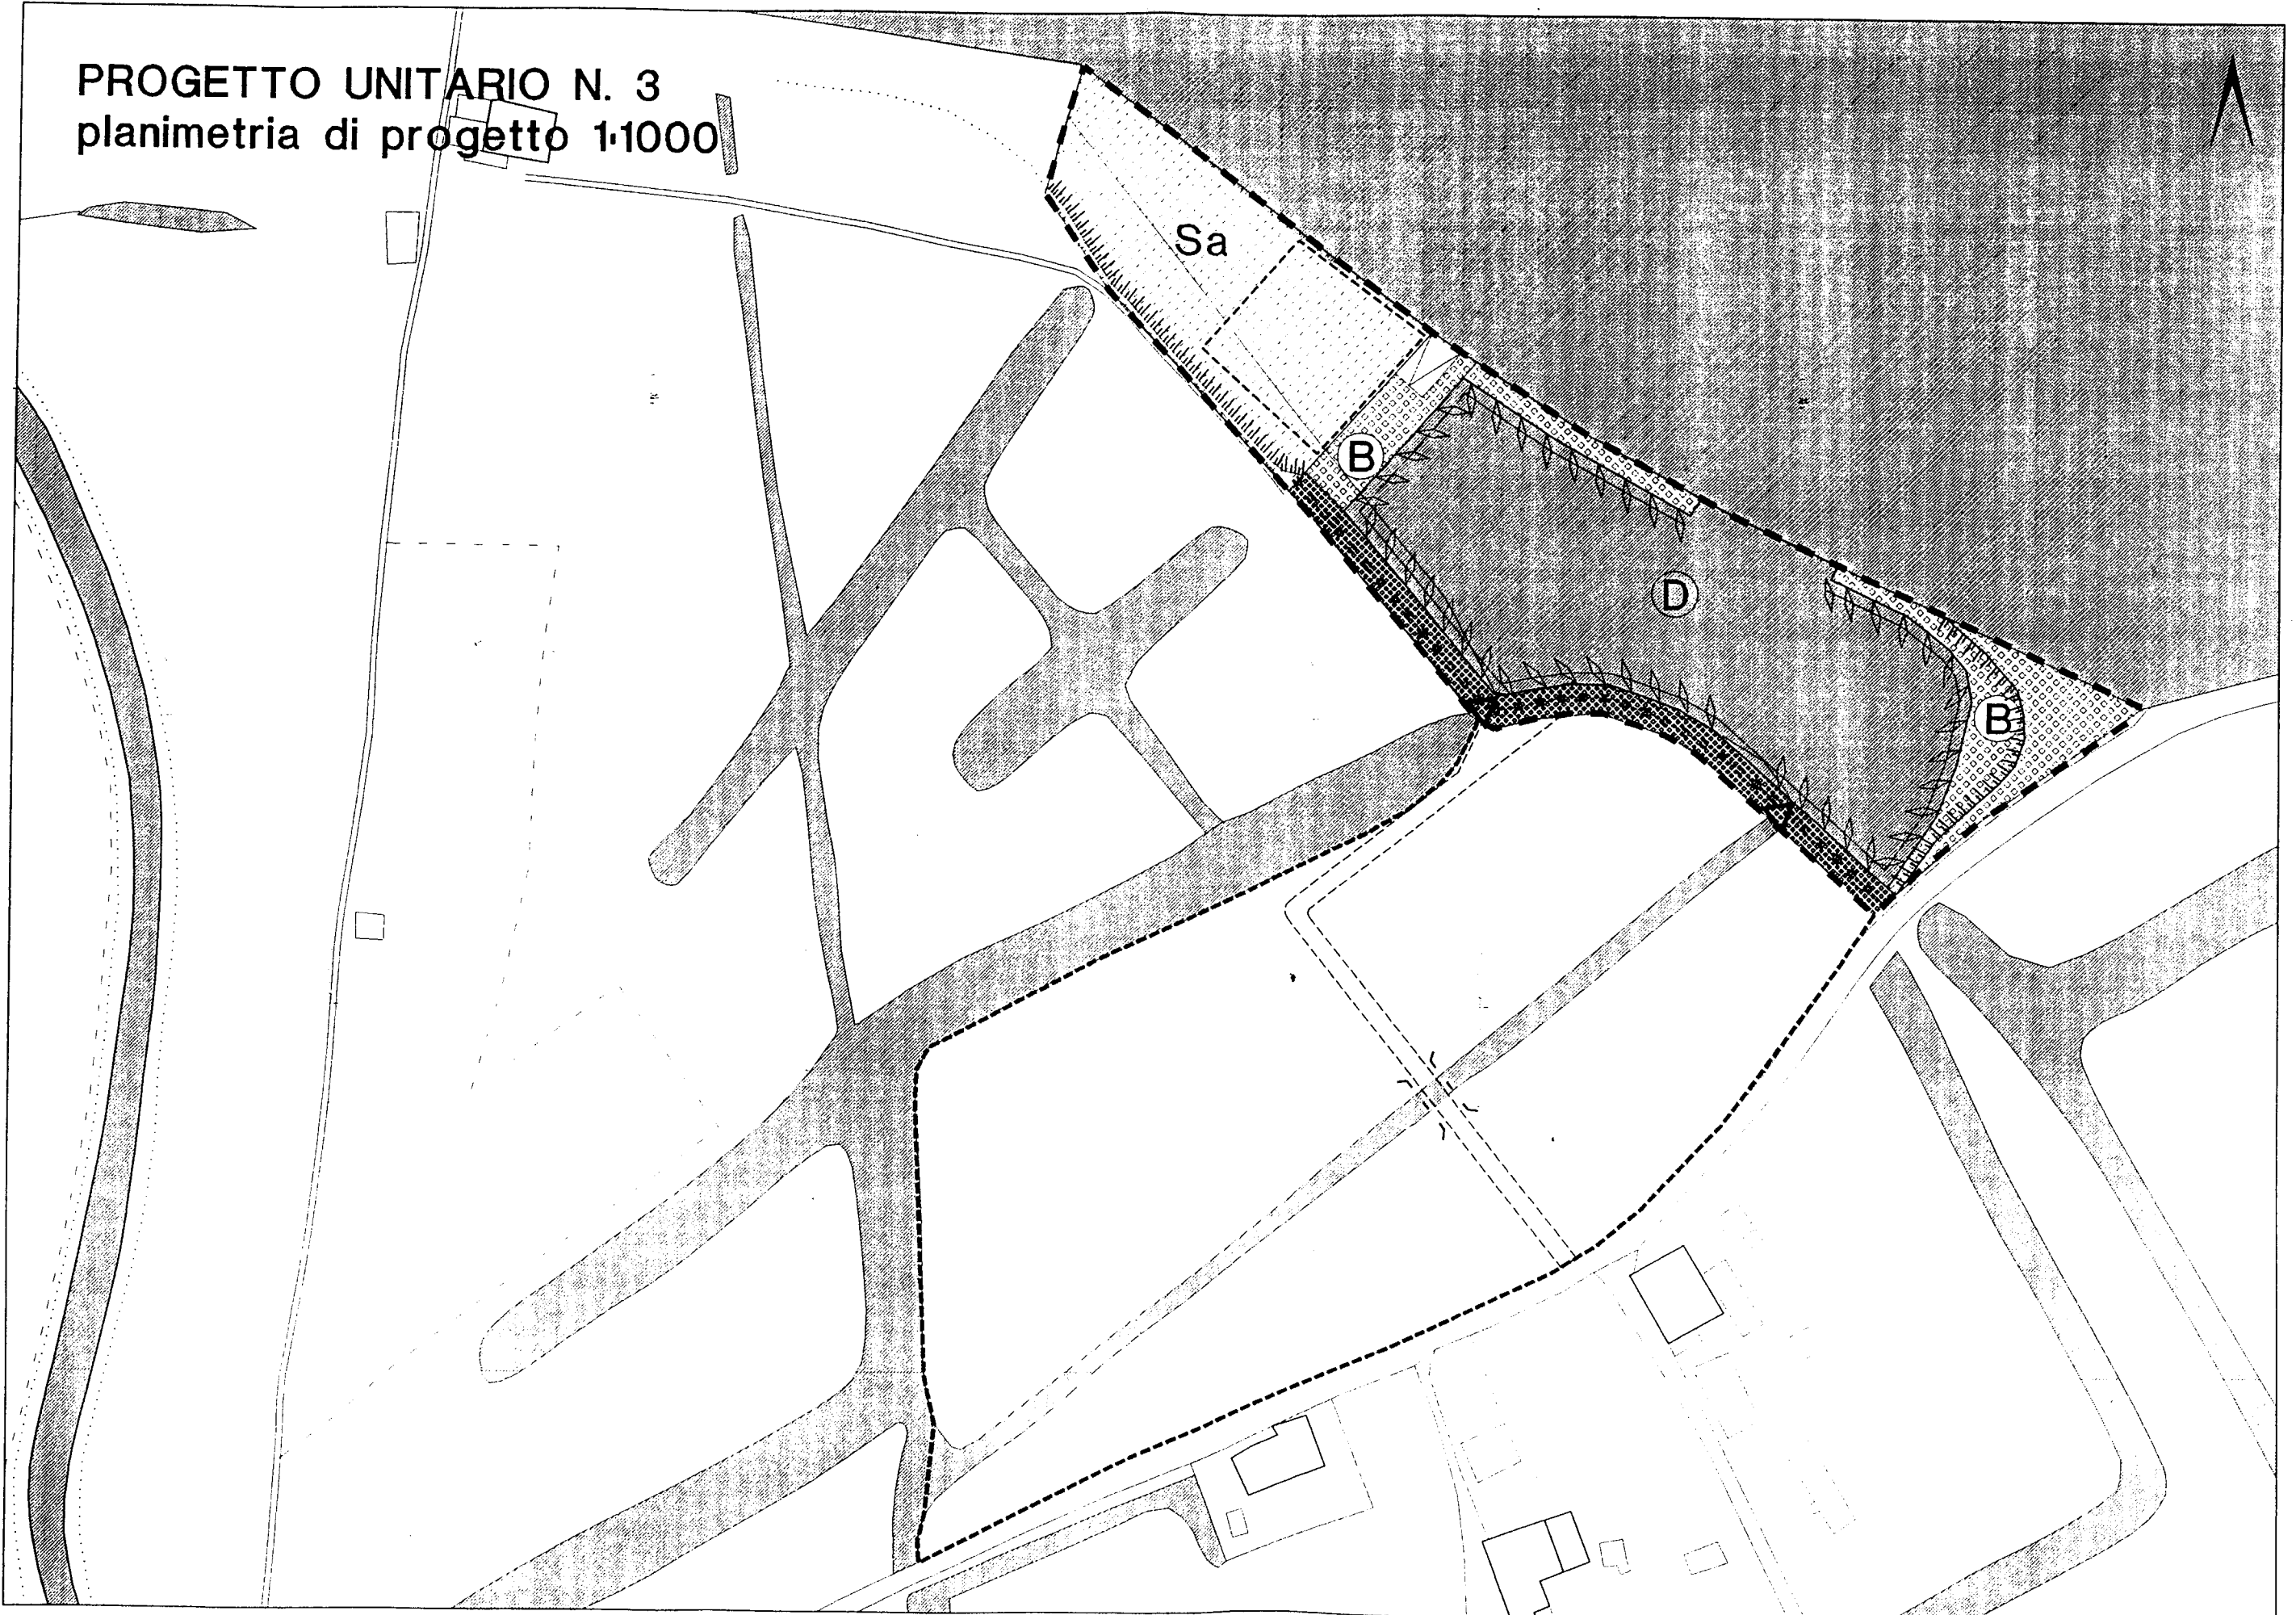 PROGETTO UNITARIO N. 3
planimetria di progetto 1:1000
Sa
B
D
B